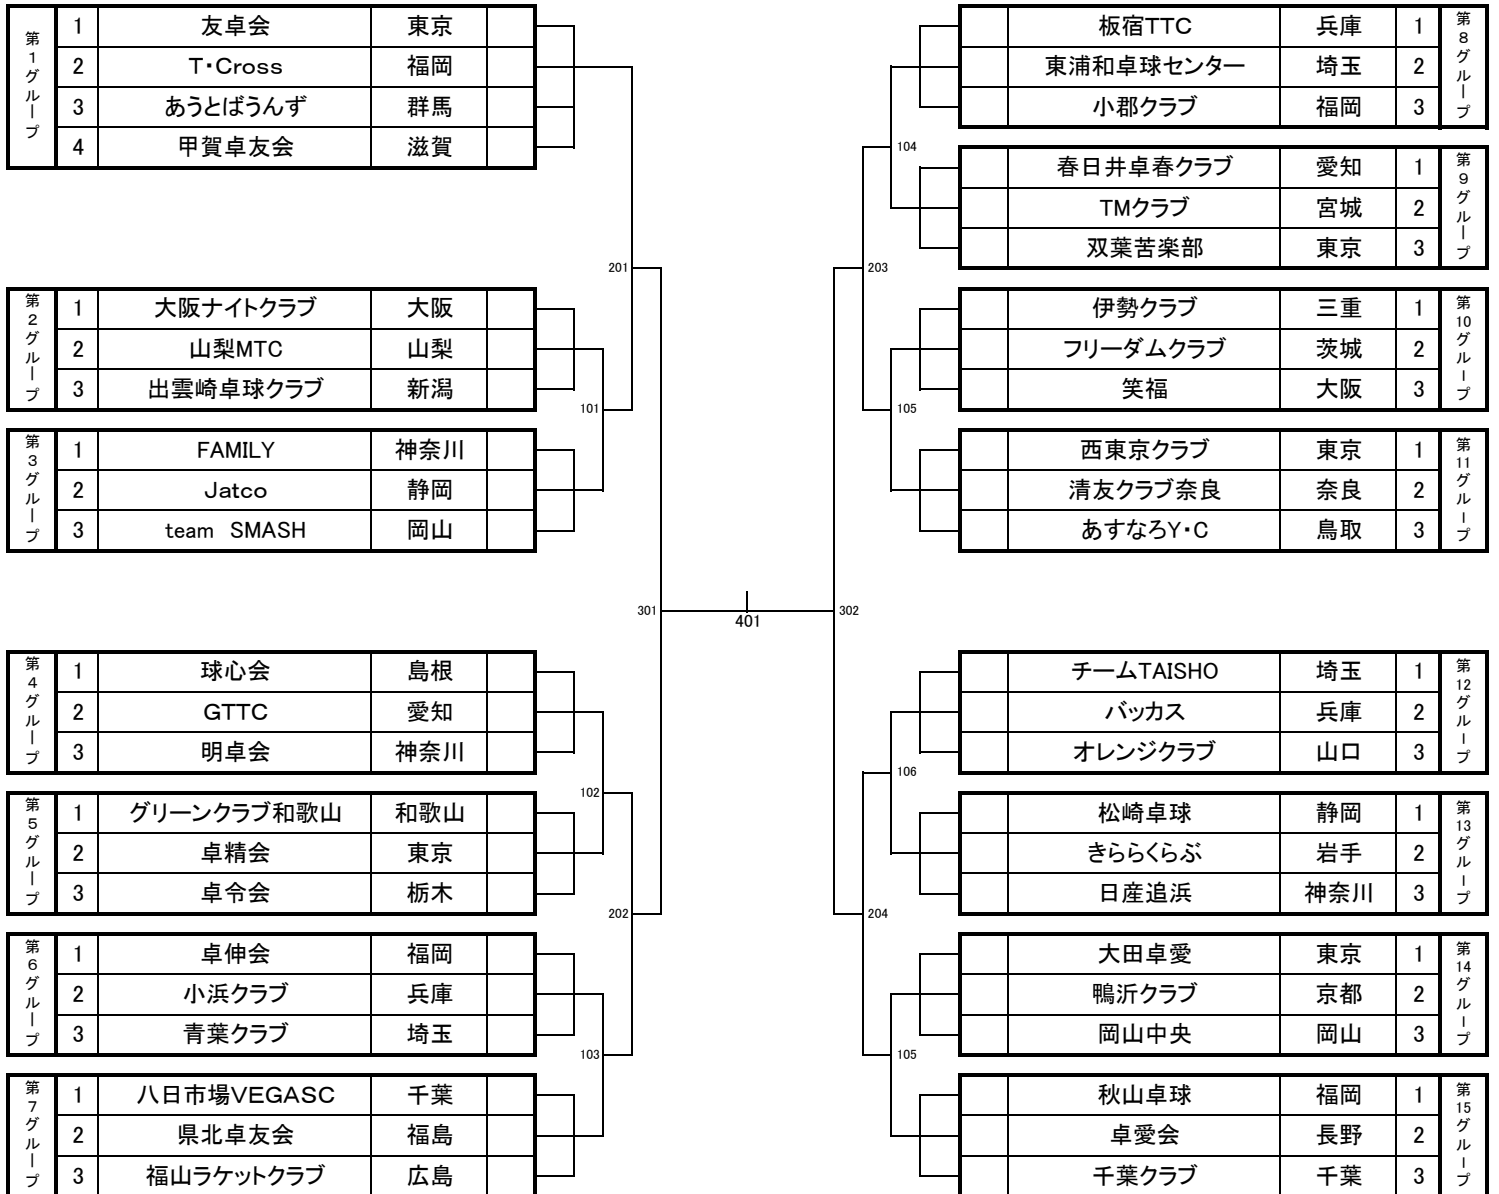 第1グループ
1 友卓会 東京
2 T・Cross 福岡
3 あうとばうんず 群馬
4 甲賀卓友会 滋賀
201
第2グループ
1 大阪ナイトクラブ 大阪
2 山梨MTC 山梨
3 出雲崎卓球クラブ 新潟
101
第3グループ
1 FAMILY 神奈川
2 Jatco 静岡
3 team　SMASH 岡山
301
401
第4グループ
1 球心会 島根
2 GTTC 愛知
3 明卓会 神奈川
102
第5グループ
1 グリーンクラブ和歌山 和歌山
2 卓精会 東京
3 卓令会 栃木
202
第6グループ
1 卓伸会 福岡
2 小浜クラブ 兵庫
3 青葉クラブ 埼玉
103
第7グループ
1 八日市場VEGASC 千葉
2 県北卓友会 福島
3 福山ラケットクラブ 広島
板宿TTC 兵庫 1
東浦和卓球センター 埼玉 2
小郡クラブ 福岡 3
第8グループ
104
春日井卓春クラブ 愛知 1
TMクラブ 宮城 2
双葉苦楽部 東京 3
第9グループ
203
伊勢クラブ 三重 1
フリーダムクラブ 茨城 2
笑福 大阪 3
第10グループ
105
西東京クラブ 東京 1
清友クラブ奈良 奈良 2
あすなろY・C 鳥取 3
第11グループ
302
チームTAISHO 埼玉 1
バッカス 兵庫 2
オレンジクラブ 山口 3
第12グループ
106
松崎卓球 静岡 1
きららくらぶ 岩手 2
日産追浜 神奈川 3
第13グループ
204
大田卓愛 東京 1
鴨沂クラブ 京都 2
岡山中央 岡山 3
第14グループ
105
秋山卓球 福岡 1
卓愛会 長野 2
千葉クラブ 千葉 3
第15グループ